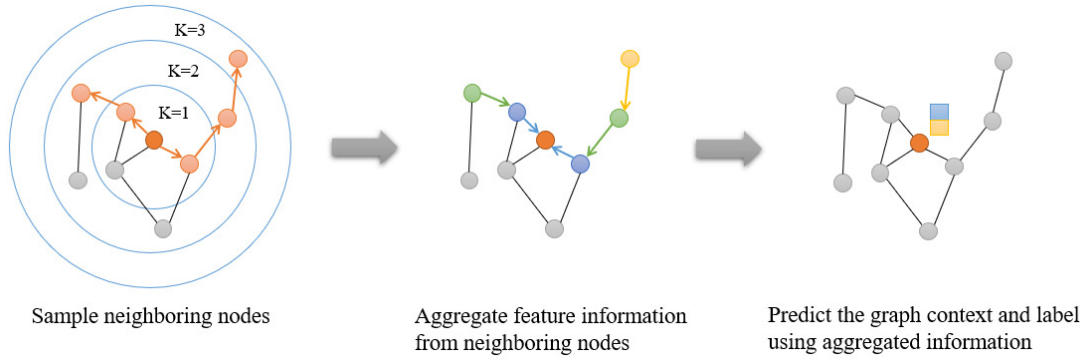 K=3
K=2
K=1
Sample neighboring nodes
Aggregate feature information
from neighboring nodes
Predict the graph context and label
using aggregated information